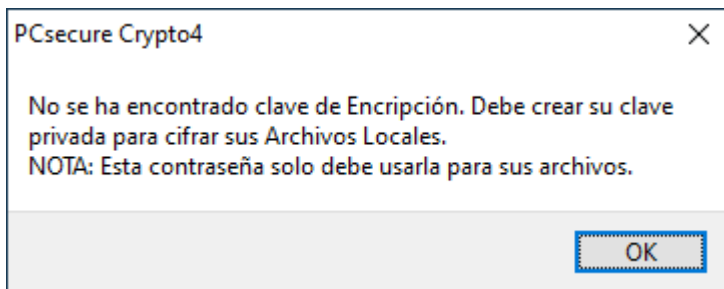 PCsecure Crypto4
No se ha encontrado clave de Encripción. Debe crear su clave
privada para cifrar sus Archivos Locales.
NOTA: Esta contraseña solo debe usarla para sus archivos.
OK